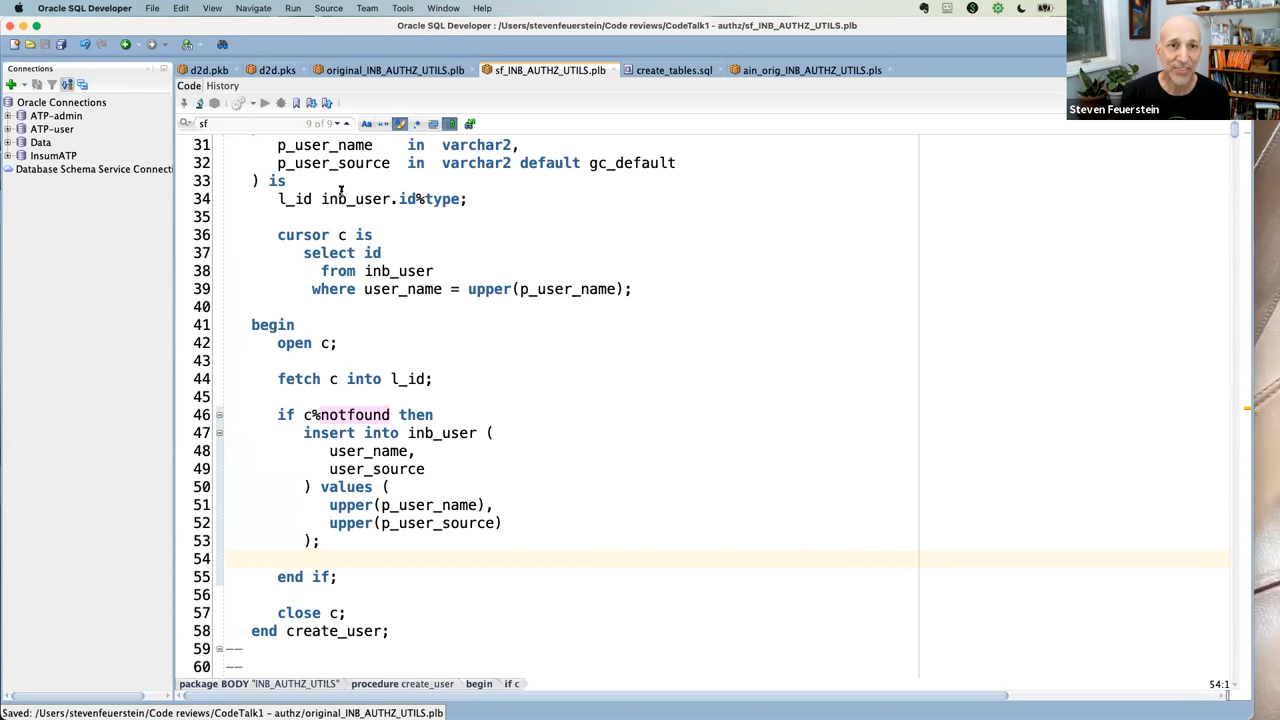 SQL Developer File Edit View Navigate Run Source Team Tools Window Help
Oracle SQL Developer : /Users/stevenfeuerstein/Code reviews/CodeTalk1 - authz/sf_INB_AUTHZ_UTILS.plb
Connections
Oracle Connections
ATP-admin
ATP-user
Data
InsumATP
Database Schema Service Connecti
d2d.pkb d2d.pks original_INB_AUTHZ_UTILS.plb sf_INB_AUTHZ_UTILS.plb create_tables.sql ain_orig_INB_AUTHZ_UTILS.pls
Code History
sf 9 of 9
31 p_user_name in varchar2,
32 p_user_source in varchar2 default gc_default
33 ) is
34 l_id inb_user.id%type;
35
36 cursor c is
37 select id
38 from inb_user
39 where user_name = upper(p_user_name);
40
41 begin
42 open c;
43
44 fetch c into l_id;
45
46 if c%notfound then
47 insert into inb_user (
48 user_name,
49 user_source
50 ) values (
51 upper(p_user_name),
52 upper(p_user_source)
53 );
54
55 end if;
56
57 close c;
58 end create_user;
59 --
60 --
package BODY "INB_AUTHZ_UTILS" procedure create_user begin if c
54:1
Saved: /Users/stevenfeuerstein/Code reviews/CodeTalk1 - authz/original_INB_AUTHZ_UTILS.plb
Steven Feuerstein